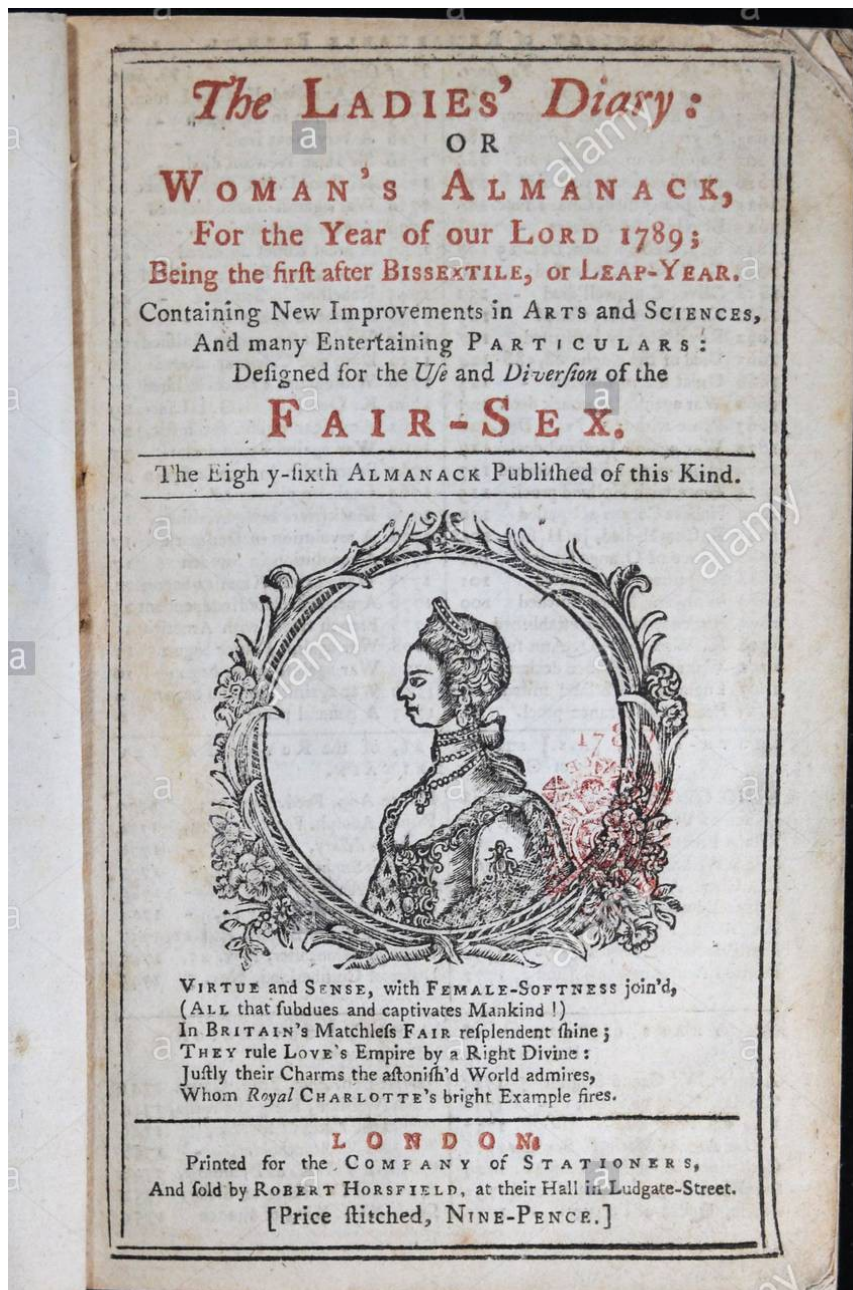 The LADIES' Diary:
OR
WOMAN'S ALMANACK,
For the Year of our LORD 1789;
Being the firſt after BISSEXTILE, or LEAP-YEAR.
Containing New Improvements in ARTS and SCIENCES,
And many Entertaining PARTICULARS:
Deſigned for the Uſe and Diverſion of the
FAIR-SEX.
The Eigh y-ſixth ALMANACK Publiſhed of this Kind.
VIRTUE and SENSE, with FEMALE-SOFTNESS join'd,
(ALL that ſubdues and captivates Mankind!)
In BRITAIN's Matchleſs FAIR reſplendent ſhine;
THEY rule LOVE's Empire by a Right Divine:
Juſtly their Charms the aſtoniſh'd World admires,
Whom Royal CHARLOTTE's bright Example fires.
LONDON:
Printed for the COMPANY of STATIONERS,
And ſold by ROBERT HORSFIELD, at their Hall in Ludgate-Street.
[Price ſtitched, NINE-PENCE.]
alamy
alamy
alamy